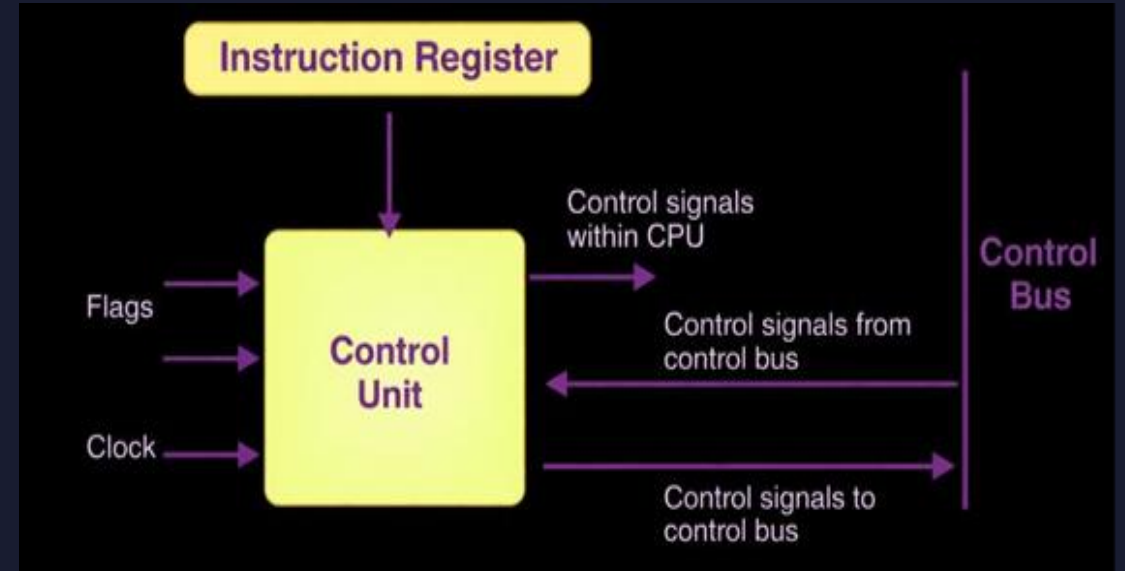 Instruction Register
Control signals
within CPU
Control
Bus
Flags
Control signals from
control bus
Control
Unit
Clock
Control signals to
control bus